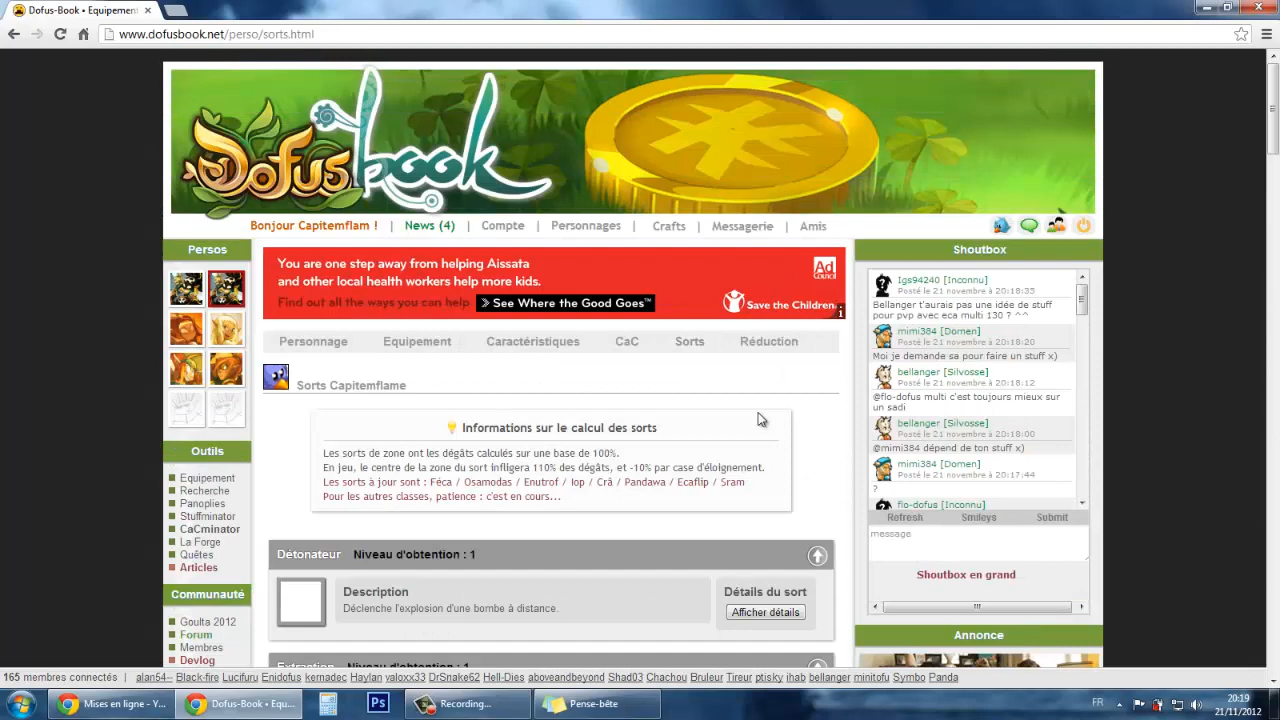 Dofus-Book • Equipement
www.dofusbook.net/perso/sorts.html
Dofus book
Bonjour Capitemflam ! | News (4) | Compte | Personnages | Crafts | Messagerie | Amis
Persos
Outils
Equipement
Recherche
Panoplies
Stuffminator
CaCminator
La Forge
Quêtes
Articles
Communauté
Goulta 2012
Forum
Membres
Devlog
You are one step away from helping Aissata
and other local health workers help more kids.
Find out all the ways you can help
» See Where the Good Goes™
Ad
COUNCIL
Save the Children.
Personnage Equipement Caractéristiques CaC Sorts Réduction
Sorts Capitemflame
Informations sur le calcul des sorts
Les sorts de zone ont les dégâts calculés sur une base de 100%.
En jeu, le centre de la zone du sort infligera 110% des dégâts, et -10% par case d'éloignement.
Les sorts à jour sont : Féca / Osamodas / Enutrof / Iop / Crâ / Pandawa / Ecaflip / Sram
Pour les autres classes, patience : c'est en cours...
Détonateur Niveau d'obtention : 1
Description
Déclenche l'explosion d'une bombe à distance.
Détails du sort
Afficher détails
Extraction Niveau d'obtention : 1
Shoutbox
Igs94240 [Inconnu]
Posté le 21 novembre à 20:18:35
Bellanger t'aurais pas une idée de stuff
pour pvp avec eca multi 130 ? ^^
mimi384 [Domen]
Posté le 21 novembre à 20:18:20
Moi je demande sa pour faire un stuff x)
bellanger [Silvosse]
Posté le 21 novembre à 20:18:12
@flo-dofus multi c'est toujours mieux sur
un sadi
bellanger [Silvosse]
Posté le 21 novembre à 20:18:00
@mimi384 dépend de ton stuff x)
mimi384 [Domen]
Posté le 21 novembre à 20:17:44
?
flo-dofus [Inconnu]
Refresh Smileys Submit
message
Shoutbox en grand
Annonce
165 membres connectés
alan54-- Black-fire Lucifuru Enidofus komadec Hayan yanxx33 DrSnake62 Hell-Dies aboveandbeyound Shad03 Chachou Bruleur Tireur ptisky ihab bellanger minitofu Symbo Panda
Mises en ligne - Y...
Dofus-Book • Equ...
Ps
Recording...
Pense-bête
FR
20:19
21/11/2012